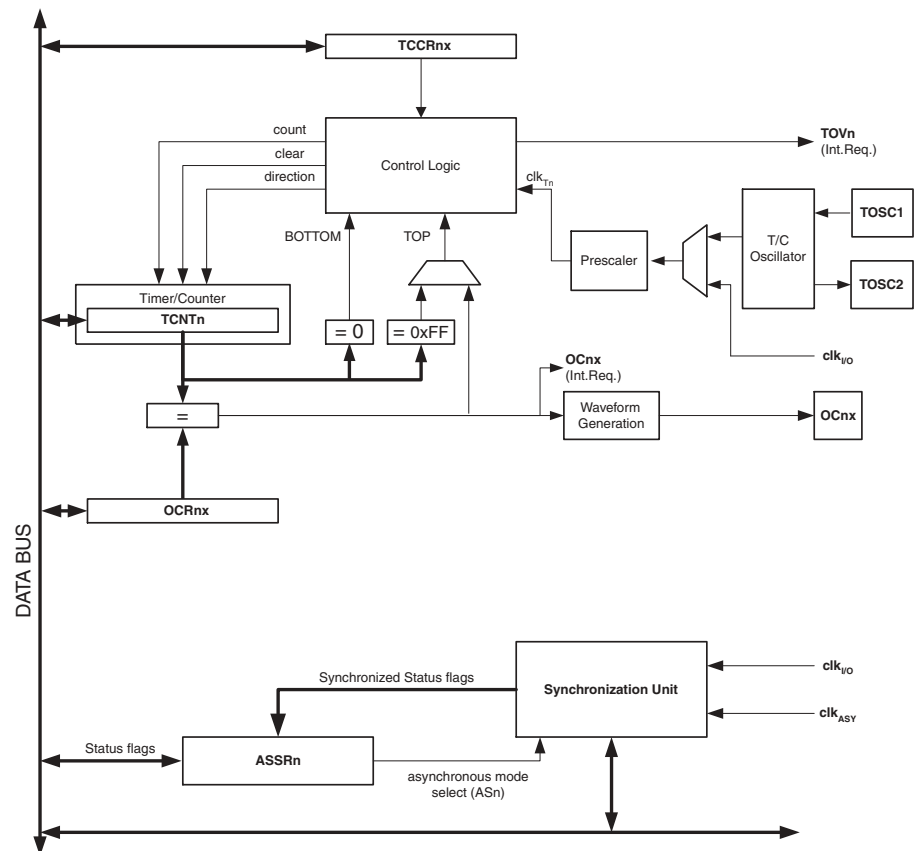 TCCRnx
count
clear
direction
Control Logic
TOVn
(Int.Req.)
clkTn
BOTTOM
TOP
Prescaler
T/C
Oscillator
TOSC1
TOSC2
clkI/O
Timer/Counter
TCNTn
= 0
= 0xFF
OCnx
(Int.Req.)
=
Waveform
Generation
OCnx
OCRnx
DATA BUS
Synchronized Status flags
Synchronization Unit
clkI/O
clkASY
Status flags
ASSRn
asynchronous mode
select (ASn)